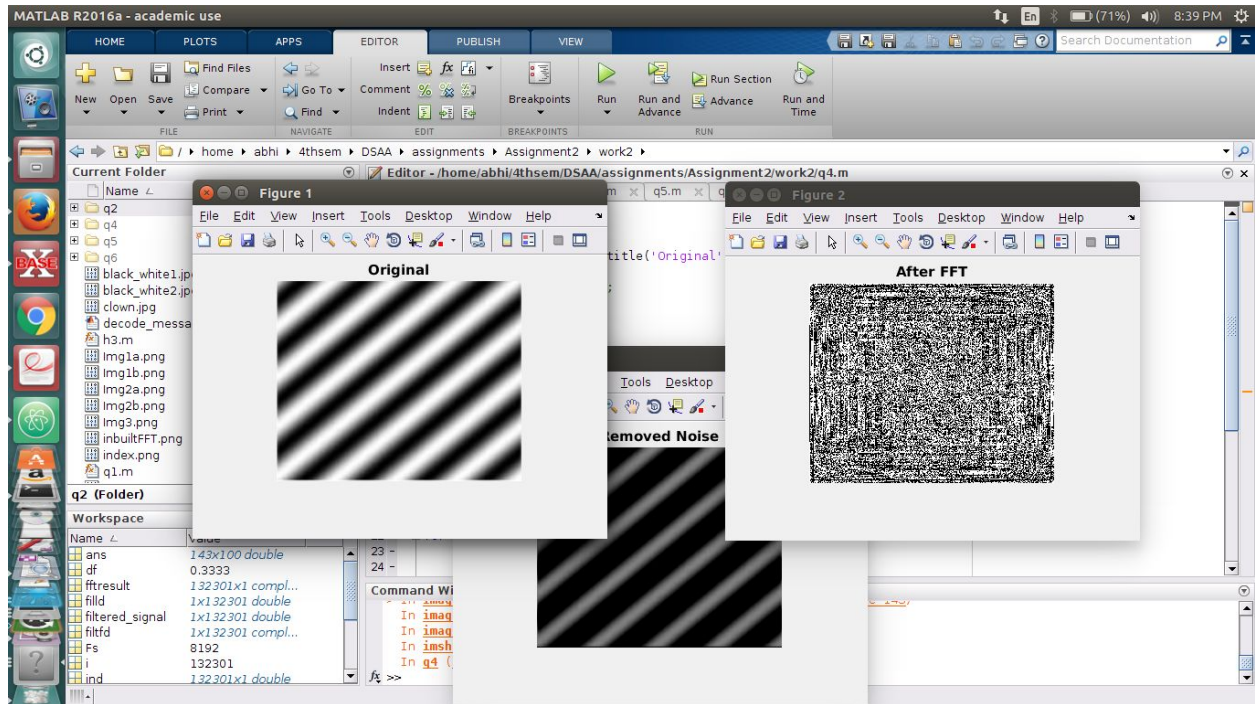 MATLAB R2016a - academic use
En (71%) 8:39 PM
HOME PLOTS APPS EDITOR PUBLISH VIEW
Search Documentation
Find Files Insert fx
New Open Save Compare Go To Comment Breakpoints Run Run and Advance Run Section Advance Run and Time
Print Find Indent
FILE NAVIGATE EDIT BREAKPOINTS RUN
/ home abhi 4thsem DSAA assignments Assignment2 work2
Current Folder
Editor - /home/abhi/4thsem/DSAA/assignments/Assignment2/work2/q4.m
Name
q5.m
q2
q4
q5
q6
black_white1.jp
black_white2.jp
clown.jpg
decode_messa
h3.m
Img1a.png
Img1b.png
Img2a.png
Img2b.png
Img3.png
inbuiltFFT.png
index.png
q1.m
q2 (Folder)
Figure 1
File Edit View Insert Tools Desktop Window Help
Original
title('Original'
;
Figure 2
File Edit View Insert Tools Desktop Window Help
After FFT
Tools Desktop
Removed Noise
Workspace
Name Value
ans 143x100 double
df 0.3333
fftresult 132301x1 compl...
filld 1x132301 double
filtered_signal 1x132301 double
filtfd 1x132301 compl...
Fs 8192
i 132301
ind 132301x1 double
23 -
24 -
Command Wi
In imag
In imag
In imsh
In q4 (
fx >>